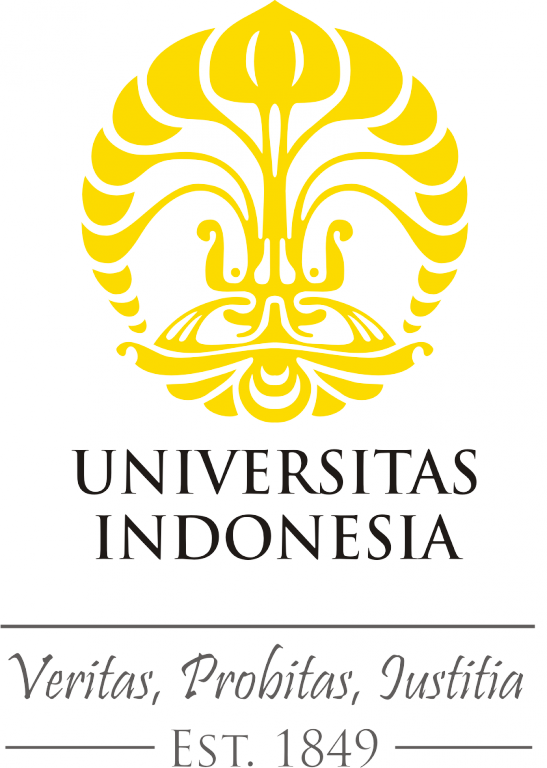 UNIVERSITAS
INDONESIA
Veritas, Probitas, Iustitia
EST. 1849